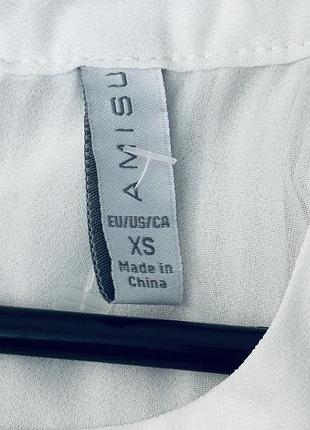 AMISU
EU/US/CA
XS
Made in
China